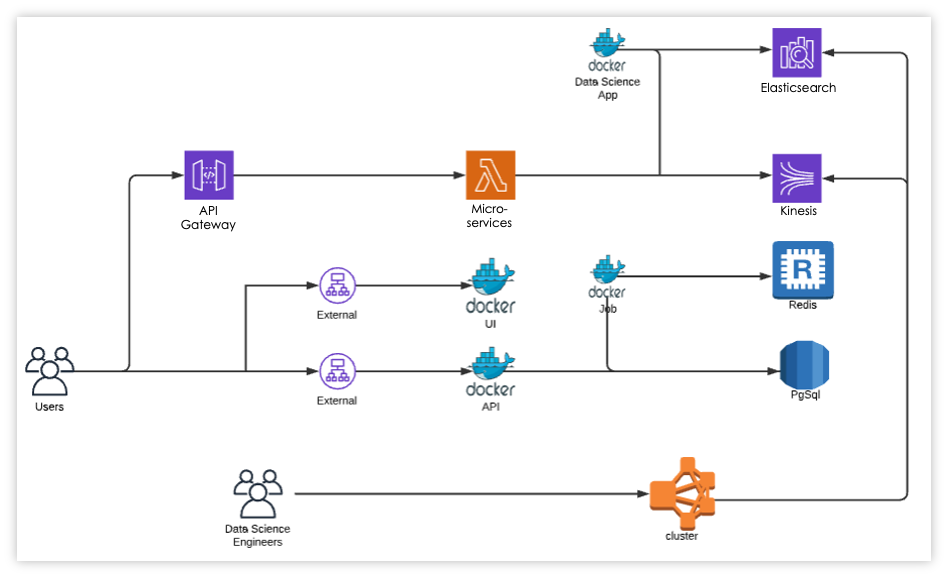 docker
Data Science
App
Elasticsearch
API
Gateway
Micro-
services
Kinesis
External
docker
UI
docker
Job
R
Redis
External
docker
API
PgSql
Users
Data Science
Engineers
cluster